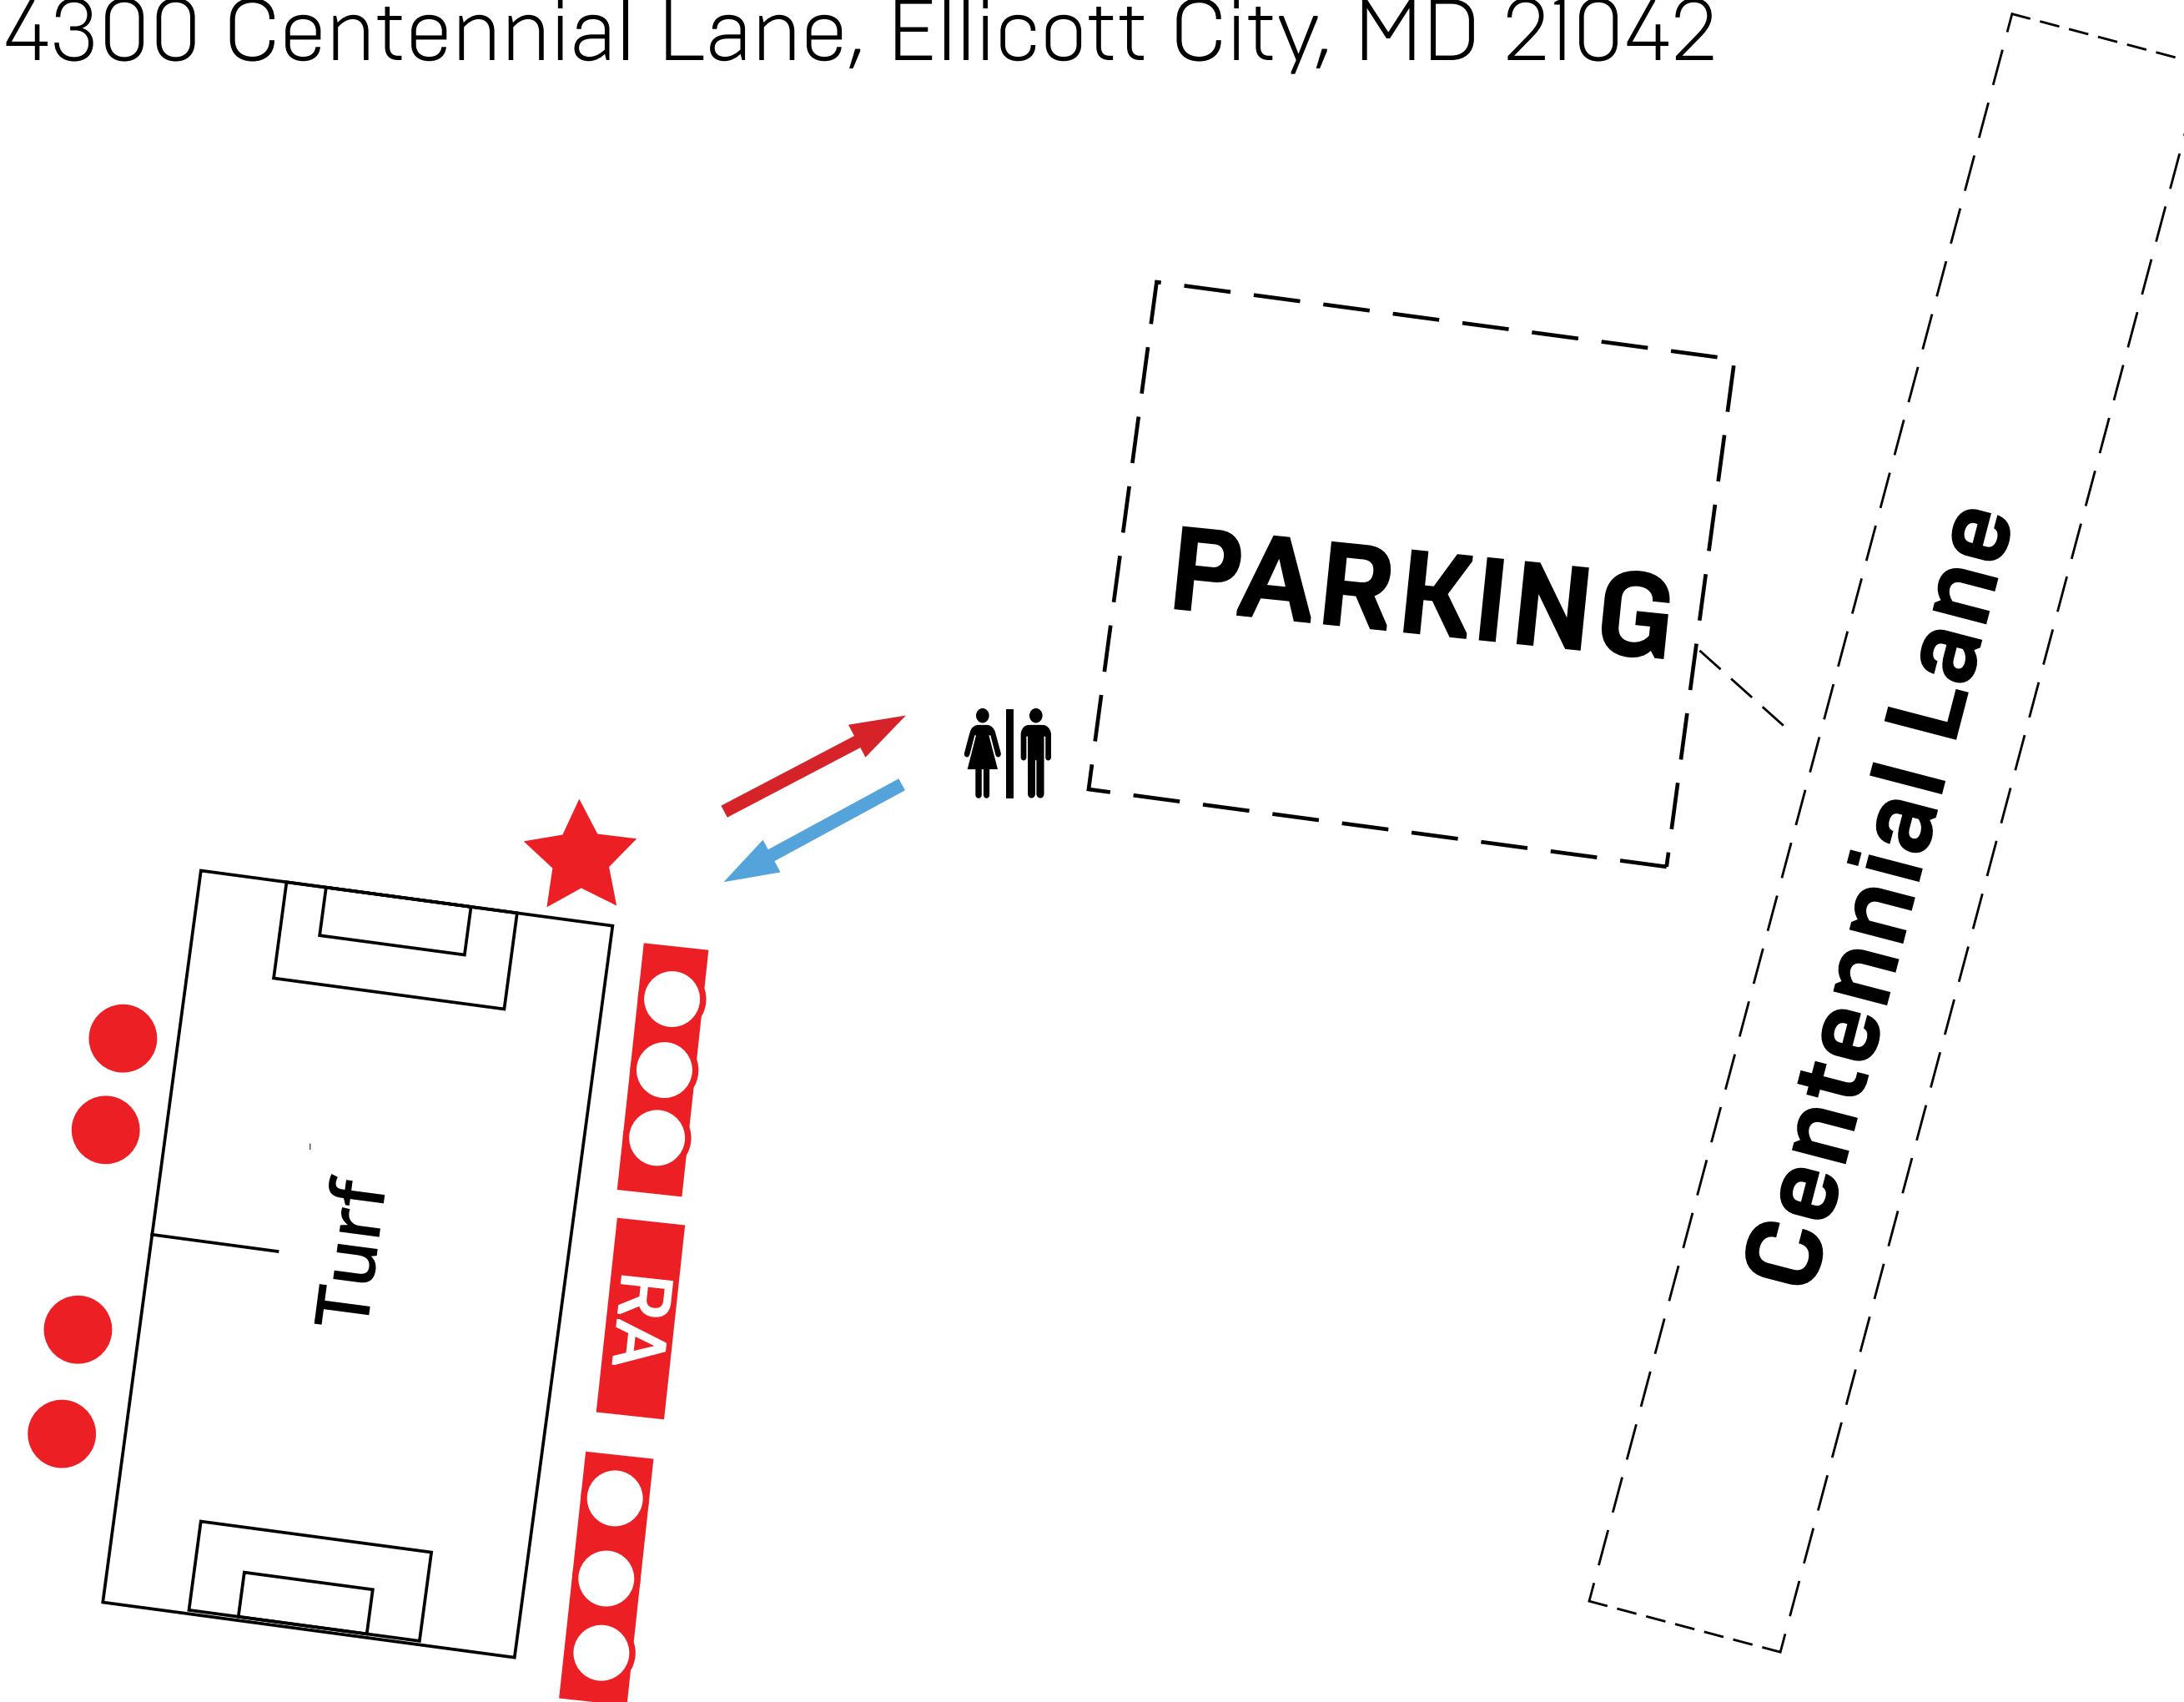 4300 Centennial Lane, Ellicott City, MD 21042
PARKING
Centennial Lane
Turf
RA